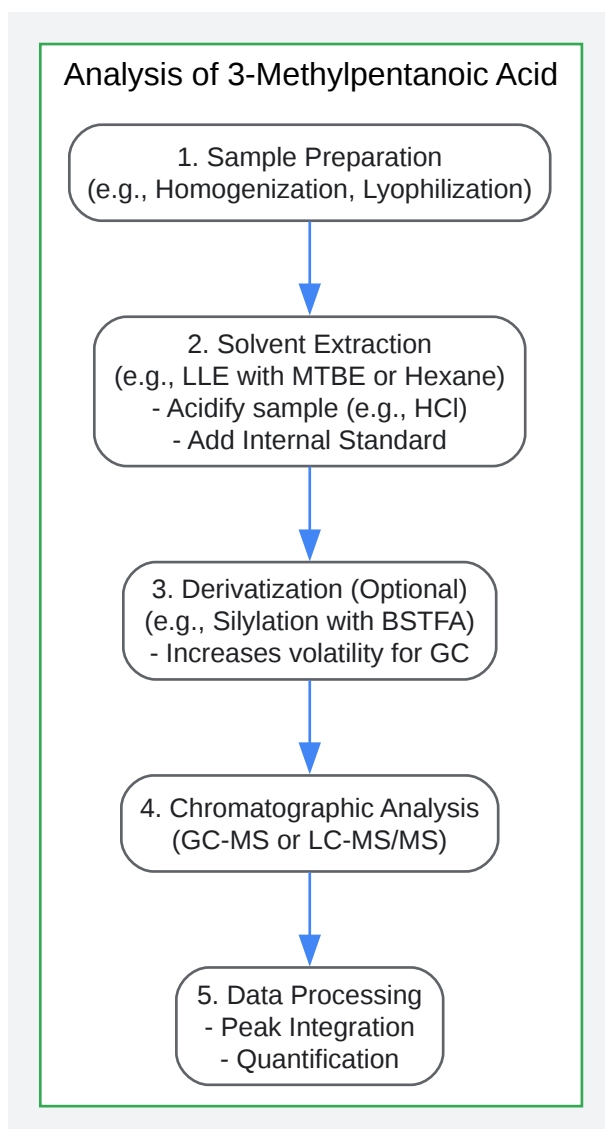 Analysis of 3-Methylpentanoic Acid
1. Sample Preparation
(e.g., Homogenization, Lyophilization)
2. Solvent Extraction
(e.g., LLE with MTBE or Hexane)
- Acidify sample (e.g., HCl)
- Add Internal Standard
3. Derivatization (Optional)
(e.g., Silylation with BSTFA)
- Increases volatility for GC
4. Chromatographic Analysis
(GC-MS or LC-MS/MS)
5. Data Processing
- Peak Integration
- Quantification